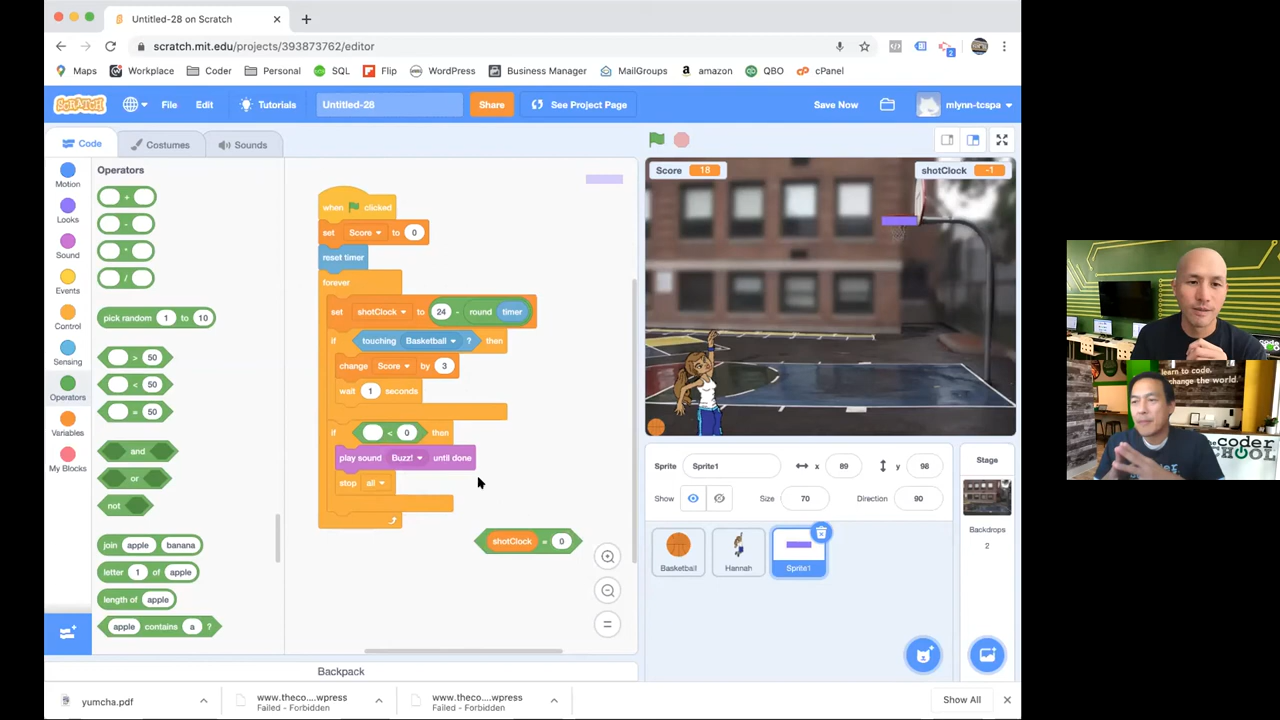 Untitled-28 on Scratch
scratch.mit.edu/projects/393873762/editor
2
Maps Workplace Coder Personal SQL Flip WordPress Business Manager MailGroups amazon QBO cPanel
SCRATCH File Edit Tutorials Untitled-28 Share See Project Page Save Now mlynn-tcspa
Code Costumes Sounds
Motion
Looks
Sound
Events
Control
Sensing
Operators
Variables
My Blocks
Operators
+
-
*
/
pick random 1 to 10
> 50
< 50
= 50
and
or
not
join apple banana
letter 1 of apple
length of apple
apple contains a ?
when clicked
set Score to 0
reset timer
forever
set shotClock to 24 - round timer
if touching Basketball ? then
change Score by 3
wait 1 seconds
if < 0 then
play sound Buzz! until done
stop all
shotClock = 0
Score 18
shotClock -1
Sprite Sprite1 x 89 y 98
Show Size 70 Direction 90
Basketball Hannah Sprite1
Stage
Backdrops
2
Backpack
yumcha.pdf
www.theco....wpress
Failed - Forbidden
www.theco....wpress
Failed - Forbidden
Show All
learn to code.
change the world.
the
coder
SCHOOL